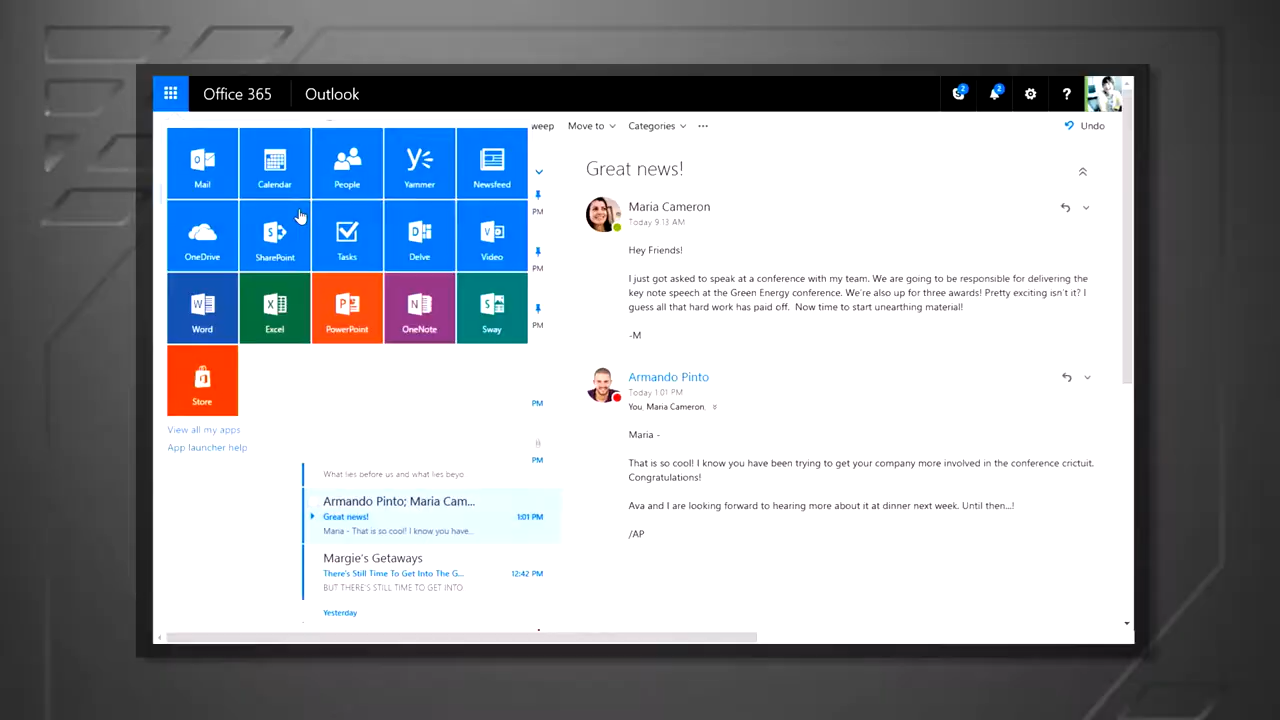 Office 365 Outlook 2 2 ?
weep Move to Categories ... Undo
Mail Calendar People Yammer Newsfeed
OneDrive SharePoint Tasks Delve Video
Word Excel PowerPoint OneNote Sway
Store
View all my apps
App launcher help
PM
PM
PM
PM
PM
What lies before us and what lies beyo
Armando Pinto; Maria Cam...
Great news! 1:01 PM
Maria - That is so cool! I know you have...
Margie's Getaways
There's Still Time To Get Into The G... 12:42 PM
BUT THERE'S STILL TIME TO GET INTO
Yesterday
Great news!
Maria Cameron
Today 9 13 AM
Hey Friends!
I just got asked to speak at a conference with my team. We are going to be responsible for delivering the
key note speech at the Green Energy conference. We're also up for three awards! Pretty exciting isn't it? I
guess all that hard work has paid off. Now time to start unearthing material!
-M
Armando Pinto
Today 1:01 PM
You, Maria Cameron,
Maria -
That is so cool! I know you have been trying to get your company more involved in the conference crictuit.
Congratulations!
Ava and I are looking forward to hearing more about it at dinner next week. Until then...!
/AP